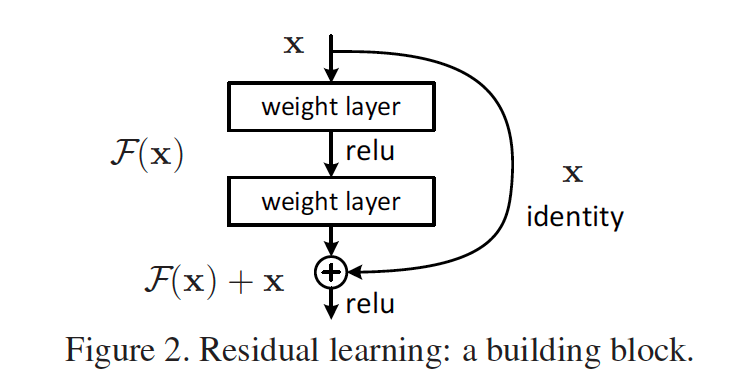 x
weight layer
F(x)
relu
x
weight layer
identity
F(x) + x
+
relu
Figure 2. Residual learning: a building block.